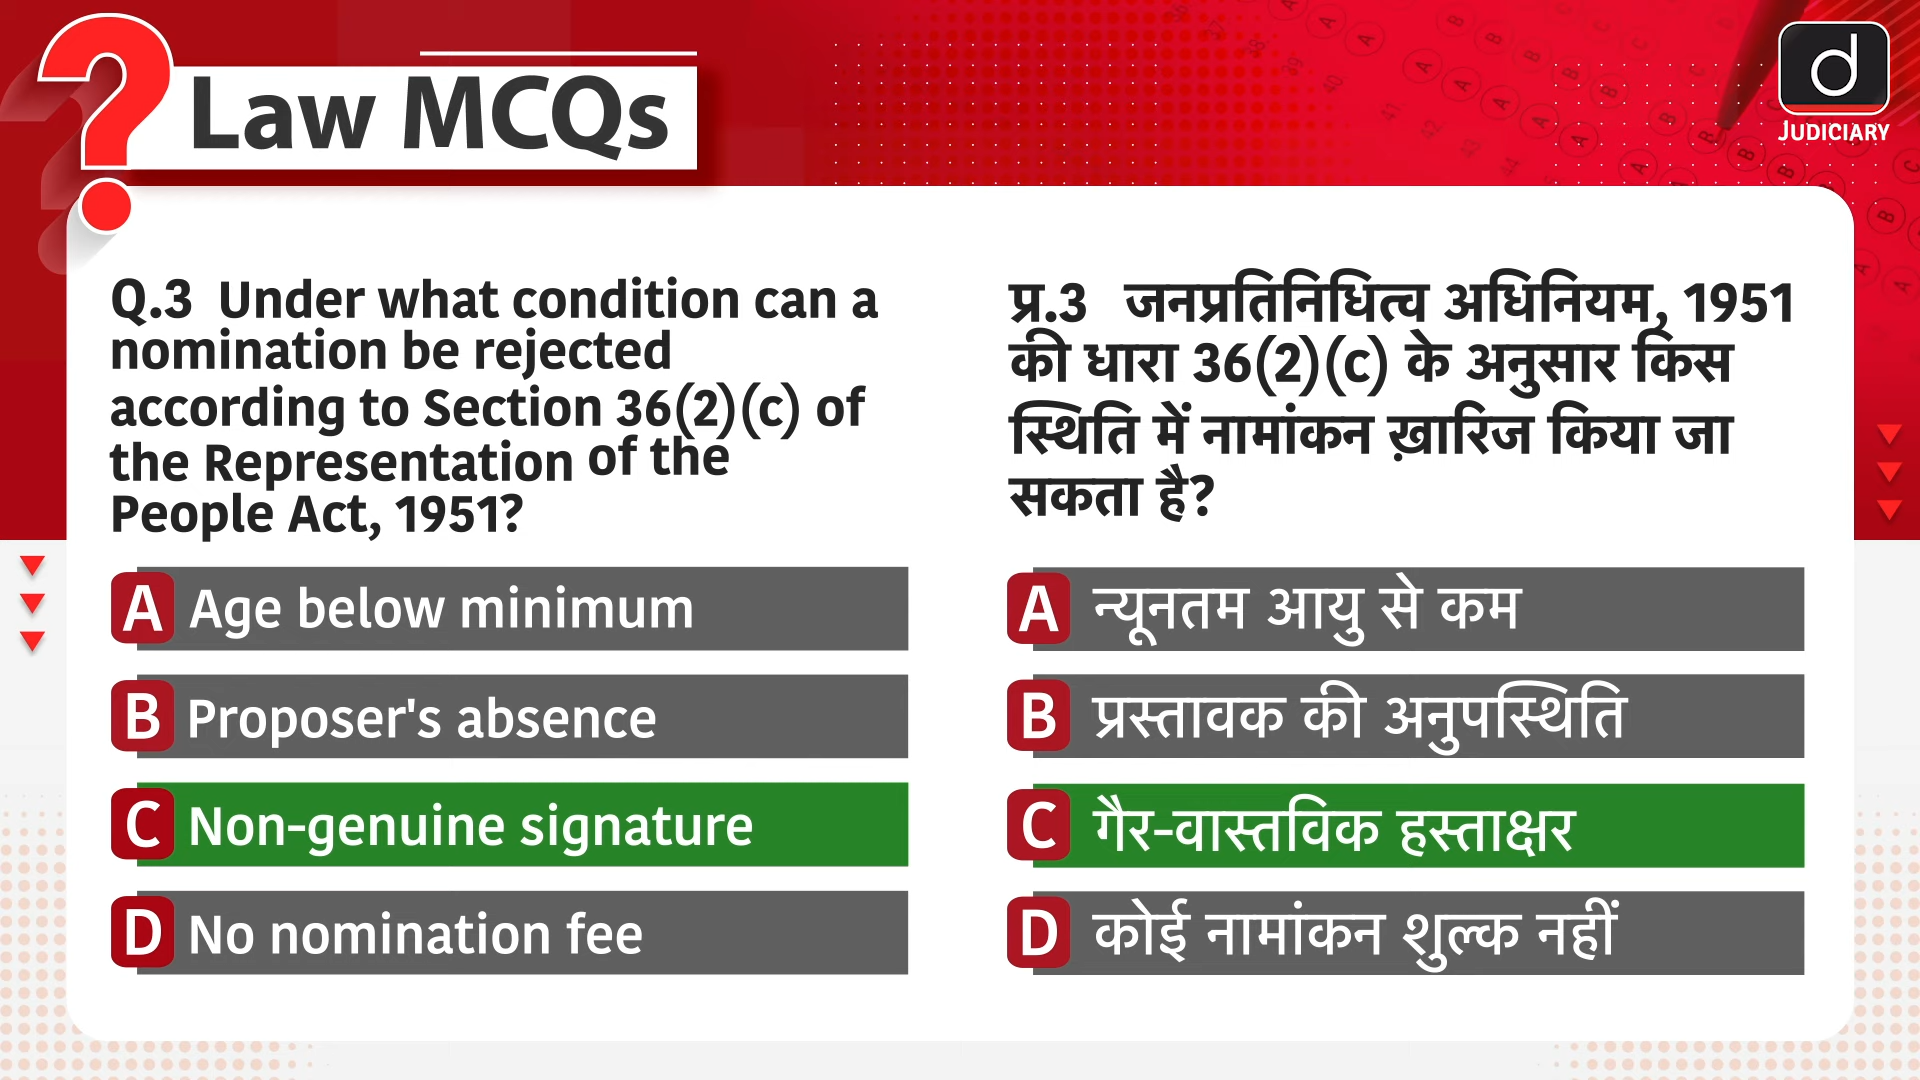 Law MCQs
JUDICIARY
Q.3 Under what condition can a
nomination be rejected
according to Section 36(2)(c) of
the Representation of the
People Act, 1951?
A Age below minimum
B Proposer's absence
C Non-genuine signature
D No nomination fee
प्र.3 जनप्रतिनिधित्व अधिनियम, 1951
की धारा 36(2)(c) के अनुसार किस
स्थिति में नामांकन ख़ारिज किया जा
सकता है?
A न्यूनतम आयु से कम
B प्रस्तावक की अनुपस्थिति
C गैर-वास्तविक हस्ताक्षर
D कोई नामांकन शुल्क नहीं